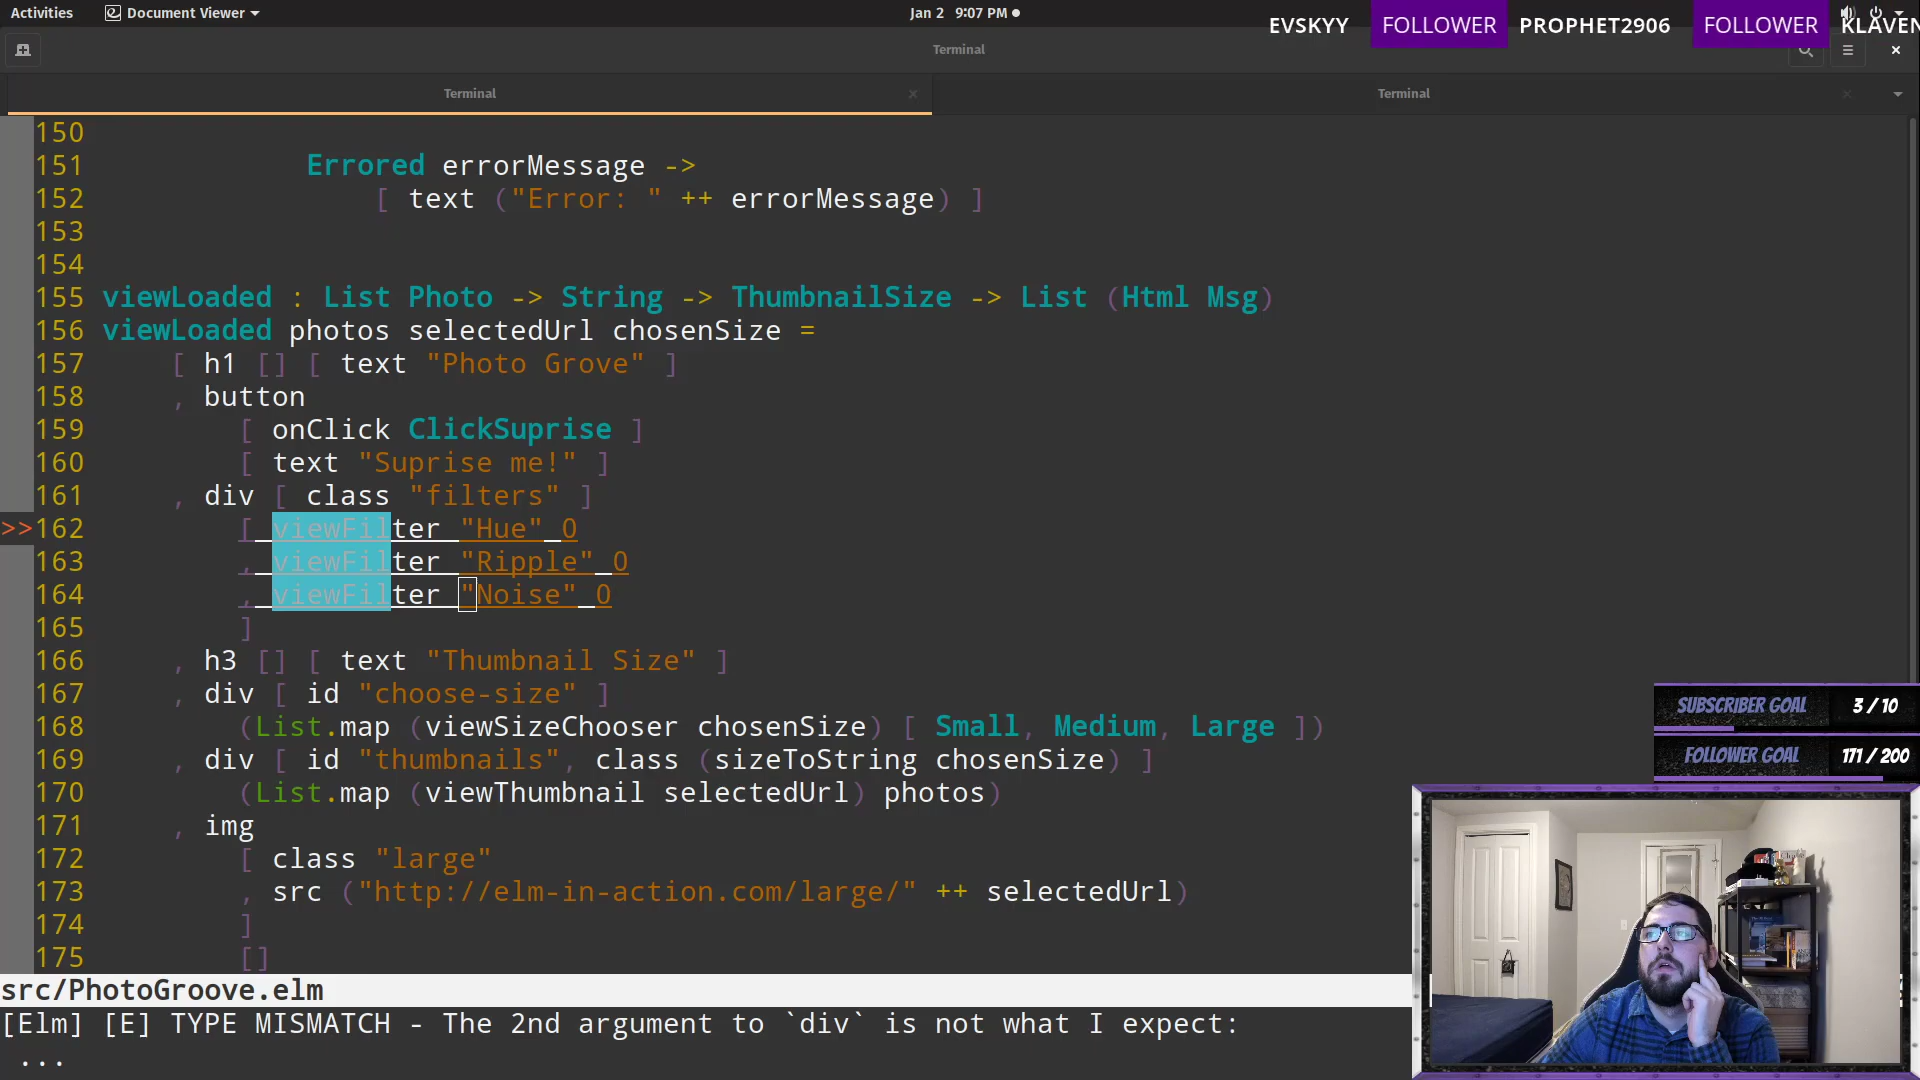 Activities Document Viewer Jan 2 9:07 PM
EVSKYY FOLLOWER PROPHET2906 FOLLOWER KLAVEN
Terminal
Terminal Terminal
150
151 Errored errorMessage ->
152 [ text ("Error: " ++ errorMessage) ]
153
154
155 viewLoaded : List Photo -> String -> ThumbnailSize -> List (Html Msg)
156 viewLoaded photos selectedUrl chosenSize =
157 [ h1 [] [ text "Photo Grove" ]
158 , button
159 [ onClick ClickSuprise ]
160 [ text "Suprise me!" ]
161 , div [ class "filters" ]
>>162 [ viewFilter "Hue" 0
163 , viewFilter "Ripple" 0
164 , viewFilter "Noise" 0
165 ]
166 , h3 [] [ text "Thumbnail Size" ]
167 , div [ id "choose-size" ]
168 (List.map (viewSizeChooser chosenSize) [ Small, Medium, Large ])
169 , div [ id "thumbnails", class (sizeToString chosenSize) ]
170 (List.map (viewThumbnail selectedUrl) photos)
171 , img
172 [ class "large"
173 , src ("http://elm-in-action.com/large/" ++ selectedUrl)
174 ]
175 []
SUBSCRIBER GOAL 3 / 10
FOLLOWER GOAL 171 / 200
src/PhotoGroove.elm
[Elm] [E] TYPE MISMATCH - The 2nd argument to `div` is not what I expect:
...